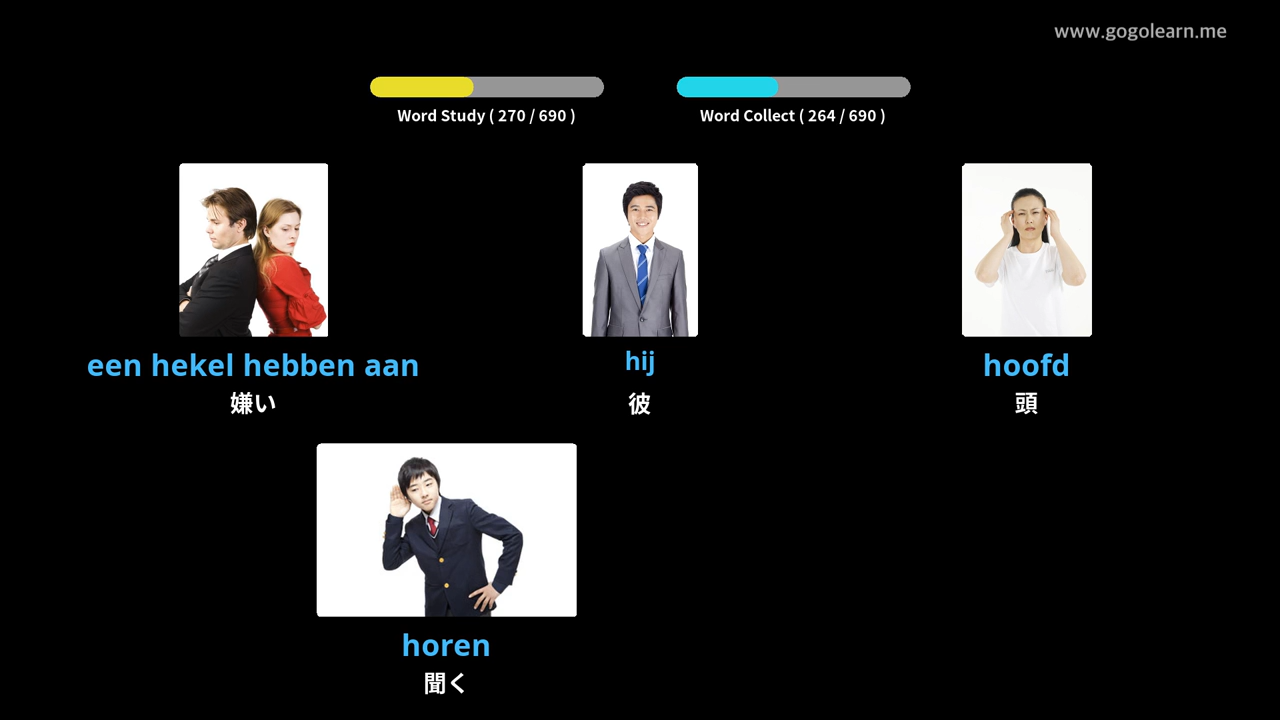 www.gogolearn.me
Word Study ( 270 / 690 )
Word Collect ( 264 / 690 )
een hekel hebben aan
嫌い
hij
彼
hoofd
頭
horen
聞く